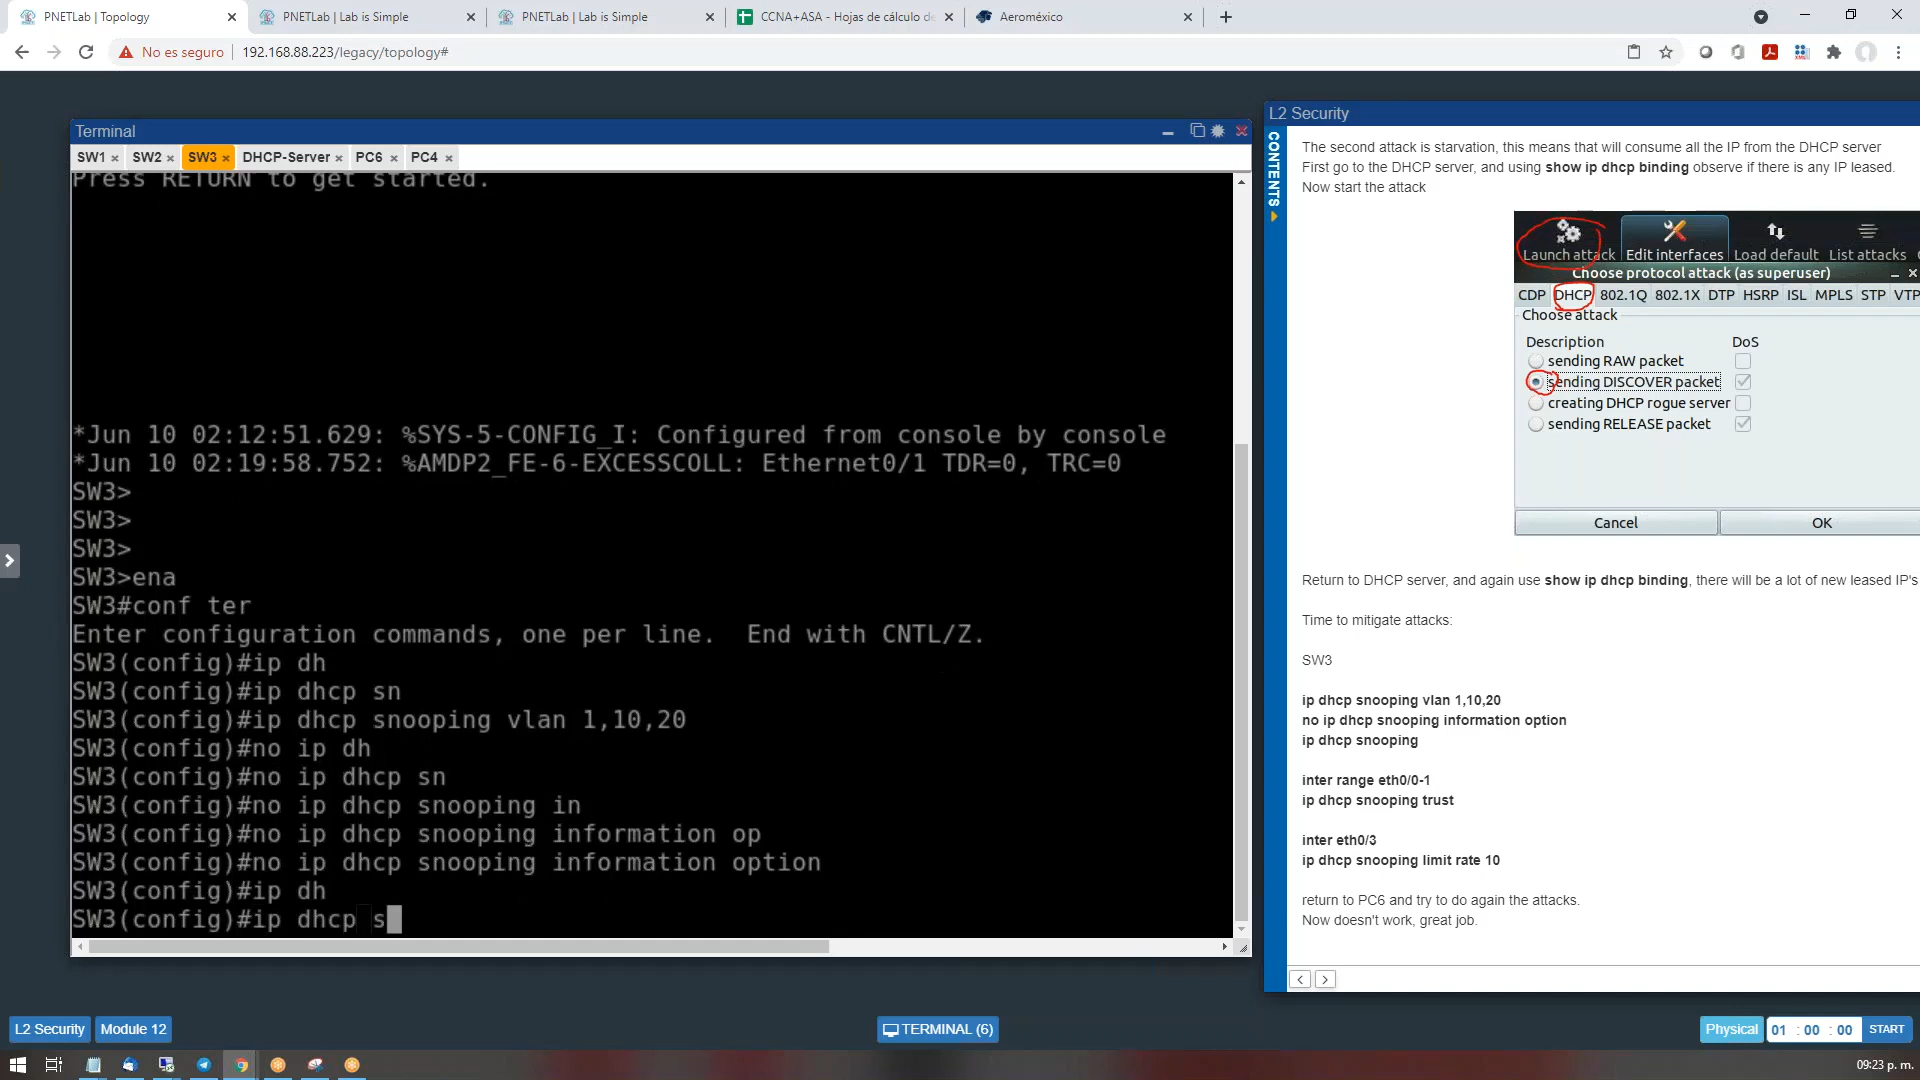 PNETLab | Topology
PNETLab | Lab is Simple
PNETLab | Lab is Simple
CCNA+ASA - Hojas de cálculo de
Aeroméxico
No es seguro
192.168.88.223/legacy/topology#
Terminal
SW1 SW2 SW3 DHCP-Server PC6 PC4
Press RETURN to get started.
*Jun 10 02:12:51.629: %SYS-5-CONFIG_I: Configured from console by console
*Jun 10 02:19:58.752: %AMDP2_FE-6-EXCESSCOLL: Ethernet0/1 TDR=0, TRC=0
SW3>
SW3>
SW3>
SW3>ena
SW3#conf ter
Enter configuration commands, one per line.  End with CNTL/Z.
SW3(config)#ip dh
SW3(config)#ip dhcp sn
SW3(config)#ip dhcp snooping vlan 1,10,20
SW3(config)#no ip dh
SW3(config)#no ip dhcp sn
SW3(config)#no ip dhcp snooping in
SW3(config)#no ip dhcp snooping information op
SW3(config)#no ip dhcp snooping information option
SW3(config)#ip dh
SW3(config)#ip dhcp s
L2 Security
CONTENTS
The second attack is starvation, this means that will consume all the IP from the DHCP server
First go to the DHCP server, and using show ip dhcp binding observe if there is any IP leased.
Now start the attack
Launch attack Edit interfaces Load default List attacks
Choose protocol attack (as superuser)
CDP DHCP 802.1Q 802.1X DTP HSRP ISL MPLS STP VTP
Choose attack
Description DoS
sending RAW packet
sending DISCOVER packet
creating DHCP rogue server
sending RELEASE packet
Cancel OK
Return to DHCP server, and again use show ip dhcp binding, there will be a lot of new leased IP's
Time to mitigate attacks:
SW3
ip dhcp snooping vlan 1,10,20
no ip dhcp snooping information option
ip dhcp snooping
inter range eth0/0-1
ip dhcp snooping trust
inter eth0/3
ip dhcp snooping limit rate 10
return to PC6 and try to do again the attacks.
Now doesn't work, great job.
L2 Security
Module 12
TERMINAL (6)
Physical
01 : 00 : 00
START
09:23 p. m.